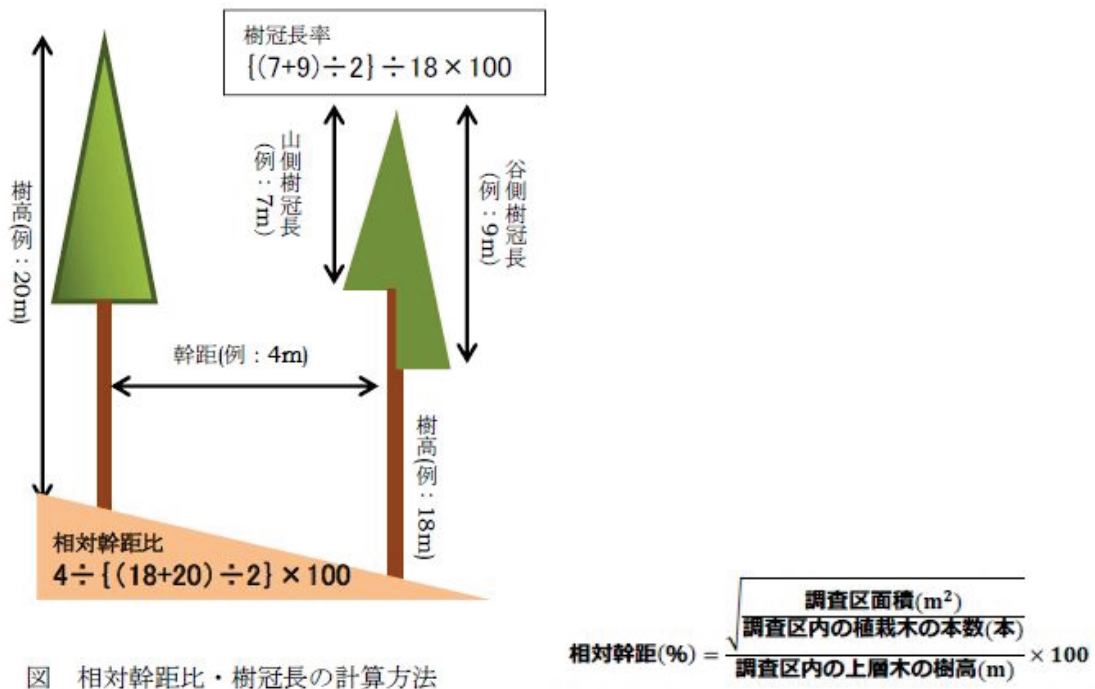 樹冠長率
{(7+9)÷2}÷18×100
樹高(例：20m)
山側樹冠長
(例：7m)
谷側樹冠長
(例：9m)
幹距(例：4m)
樹高(例：18m)
相対幹距比
4÷{(18+20)÷2}×100
図　相対幹距比・樹冠長の計算方法
調査区面積(m²)
調査区内の植栽木の本数(本)
相対幹距(%) = × 100
調査区内の上層木の樹高(m)